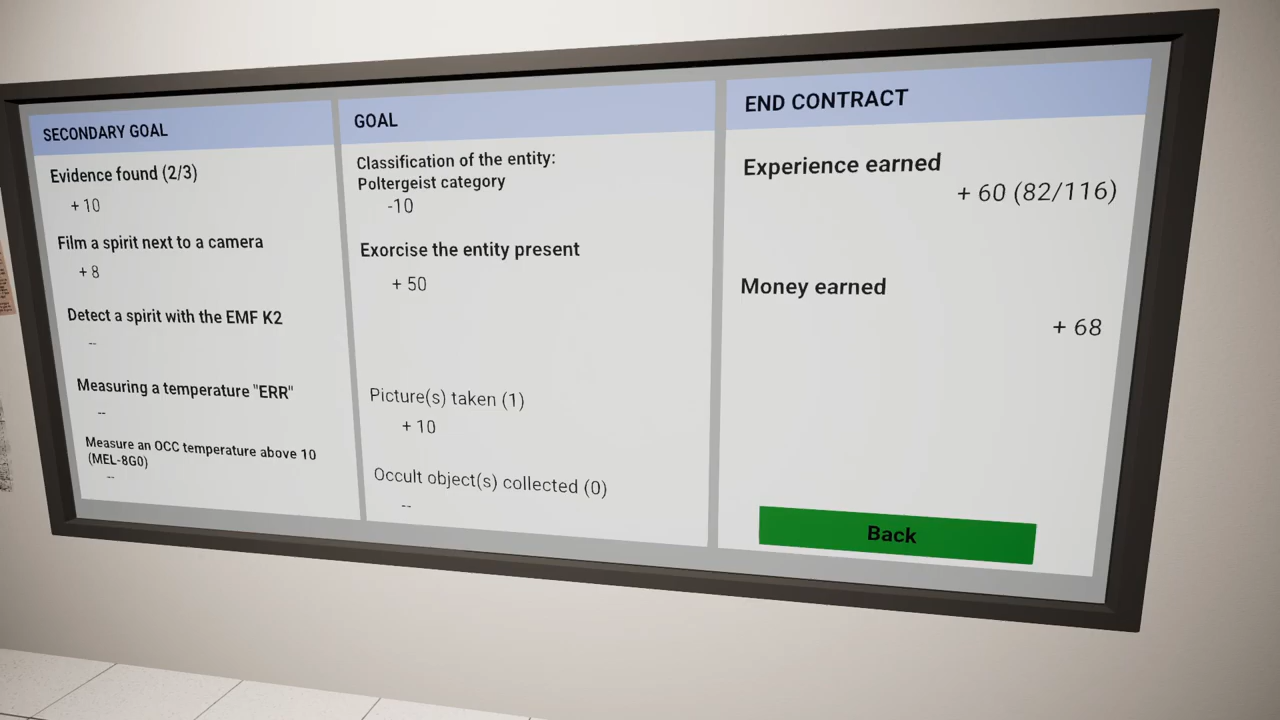 SECONDARY GOAL
Evidence found (2/3)
+ 10
Film a spirit next to a camera
+ 8
Detect a spirit with the EMF K2
--
Measuring a temperature "ERR"
--
Measure an OCC temperature above 10
(MEL-8G0)
--
GOAL
Classification of the entity:
Poltergeist category
-10
Exorcise the entity present
+ 50
Picture(s) taken (1)
+ 10
Occult object(s) collected (0)
--
END CONTRACT
Experience earned
+ 60 (82/116)
Money earned
+ 68
Back